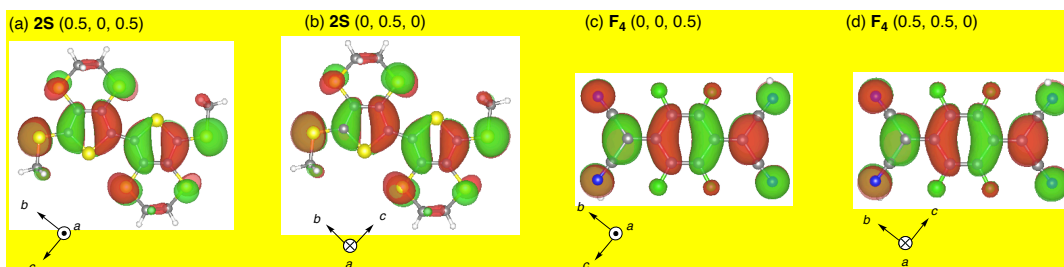 (a) 2S (0.5, 0, 0.5)
(b) 2S (0, 0.5, 0)
(c) F4 (0, 0, 0.5)
(d) F4 (0.5, 0.5, 0)
b
a
c
b
c
a
b
a
c
b
c
a